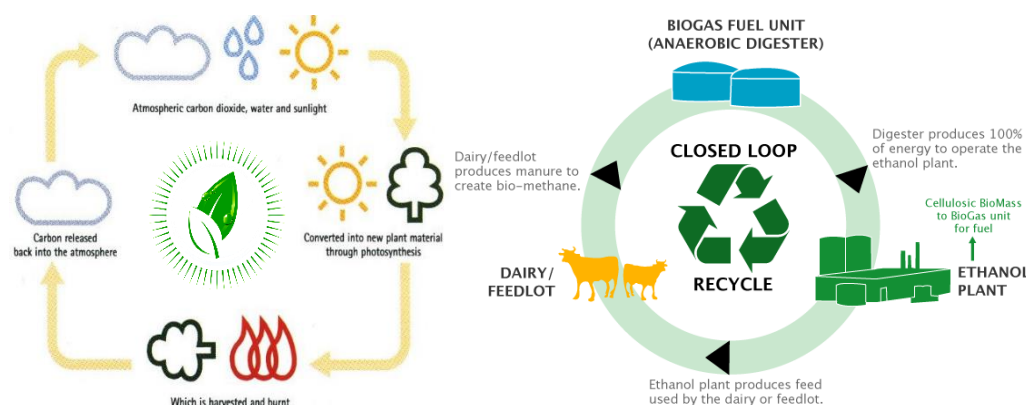 Atmospheric carbon dioxide, water and sunlight
Converted into new plant material
through photosynthesis
Which is harvested and burnt
Carbon released
back into the atmosphere
BIOGAS FUEL UNIT
(ANAEROBIC DIGESTER)
Digester produces 100%
of energy to operate the
ethanol plant.
Cellulosic BioMass
to BioGas unit
for fuel
ETHANOL
PLANT
Ethanol plant produces feed
used by the dairy or feedlot.
DAIRY/
FEEDLOT
Dairy/feedlot
produces manure to
create bio-methane.
CLOSED LOOP
RECYCLE